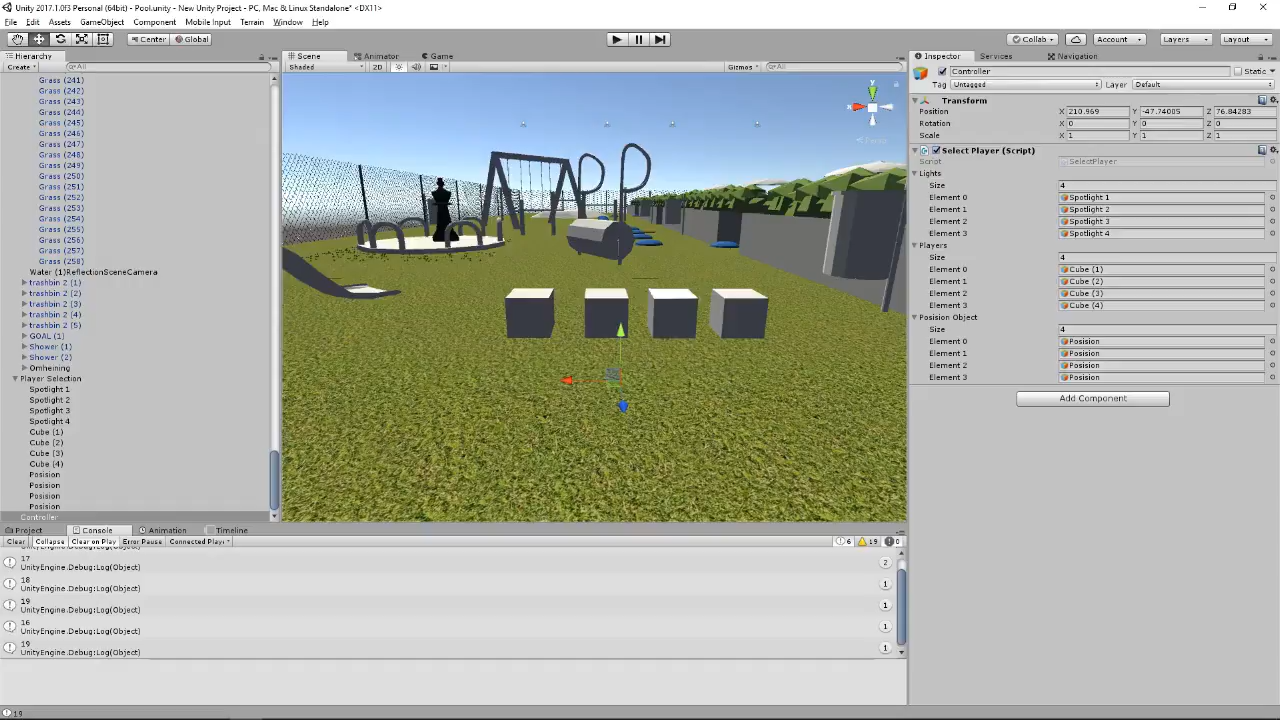 Unity 2017.1.0f3 Personal (64bit) - Pool.unity - New Unity Project - PC, Mac & Linux Standalone* <DX11>
File Edit Assets GameObject Component Mobile Input Terrain Window Help
Center Global Collab Account Layers Layout
Hierarchy Scene Animator Game Inspector Services Navigation
Create All Shaded 2D Gizmos All
Grass (241)
Grass (242)
Grass (243)
Grass (244)
Grass (245)
Grass (246)
Grass (247)
Grass (248)
Grass (249)
Grass (250)
Grass (251)
Grass (252)
Grass (253)
Grass (254)
Grass (255)
Grass (256)
Grass (257)
Grass (258)
Water (1)ReflectionSceneCamera
trashbin 2 (1)
trashbin 2 (2)
trashbin 2 (3)
trashbin 2 (4)
trashbin 2 (5)
GOAL (1)
Shower (1)
Shower (2)
Omheining
Player Selection
Spotlight 1
Spotlight 2
Spotlight 3
Spotlight 4
Cube (1)
Cube (2)
Cube (3)
Cube (4)
Posision
Posision
Posision
Posision
Controller
y
x
Controller Static
Tag Untagged Layer Default
Transform
Position X 210.969 Y -47.74005 Z 76.84283
Rotation X 0 Y 0 Z 0
Scale X 1 Y 1 Z 1
Select Player (Script)
Script SelectPlayer
Lights
Size 4
Element 0 Spotlight 1
Element 1 Spotlight 2
Element 2 Spotlight 3
Element 3 Spotlight 4
Players
Size 4
Element 0 Cube (1)
Element 1 Cube (2)
Element 2 Cube (3)
Element 3 Cube (4)
Posision Object
Size 4
Element 0 Posision
Element 1 Posision
Element 2 Posision
Element 3 Posision
Add Component
Project Console Animation Timeline
Clear Collapse Clear on Play Error Pause Connected Playe 6 19 0
UnityEngine.Debug:Log(Object)
17 2
UnityEngine.Debug:Log(Object)
18 1
UnityEngine.Debug:Log(Object)
19 1
UnityEngine.Debug:Log(Object)
16 1
UnityEngine.Debug:Log(Object)
19 1
UnityEngine.Debug:Log(Object)
19